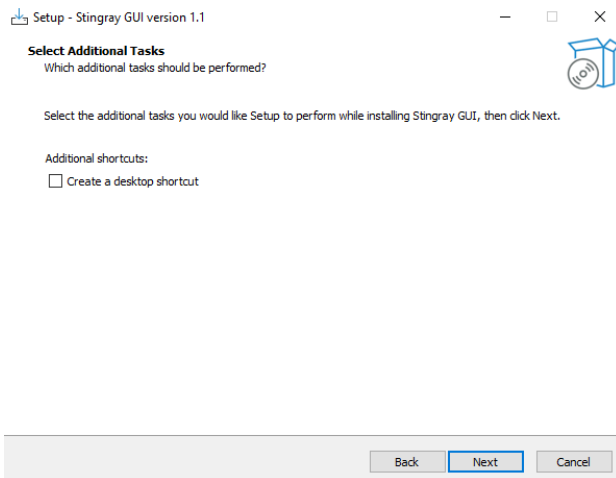 Setup - Stingray GUI version 1.1
Select Additional Tasks
Which additional tasks should be performed?
Select the additional tasks you would like Setup to perform while installing Stingray GUI, then click Next.
Additional shortcuts:
Create a desktop shortcut
Back
Next
Cancel